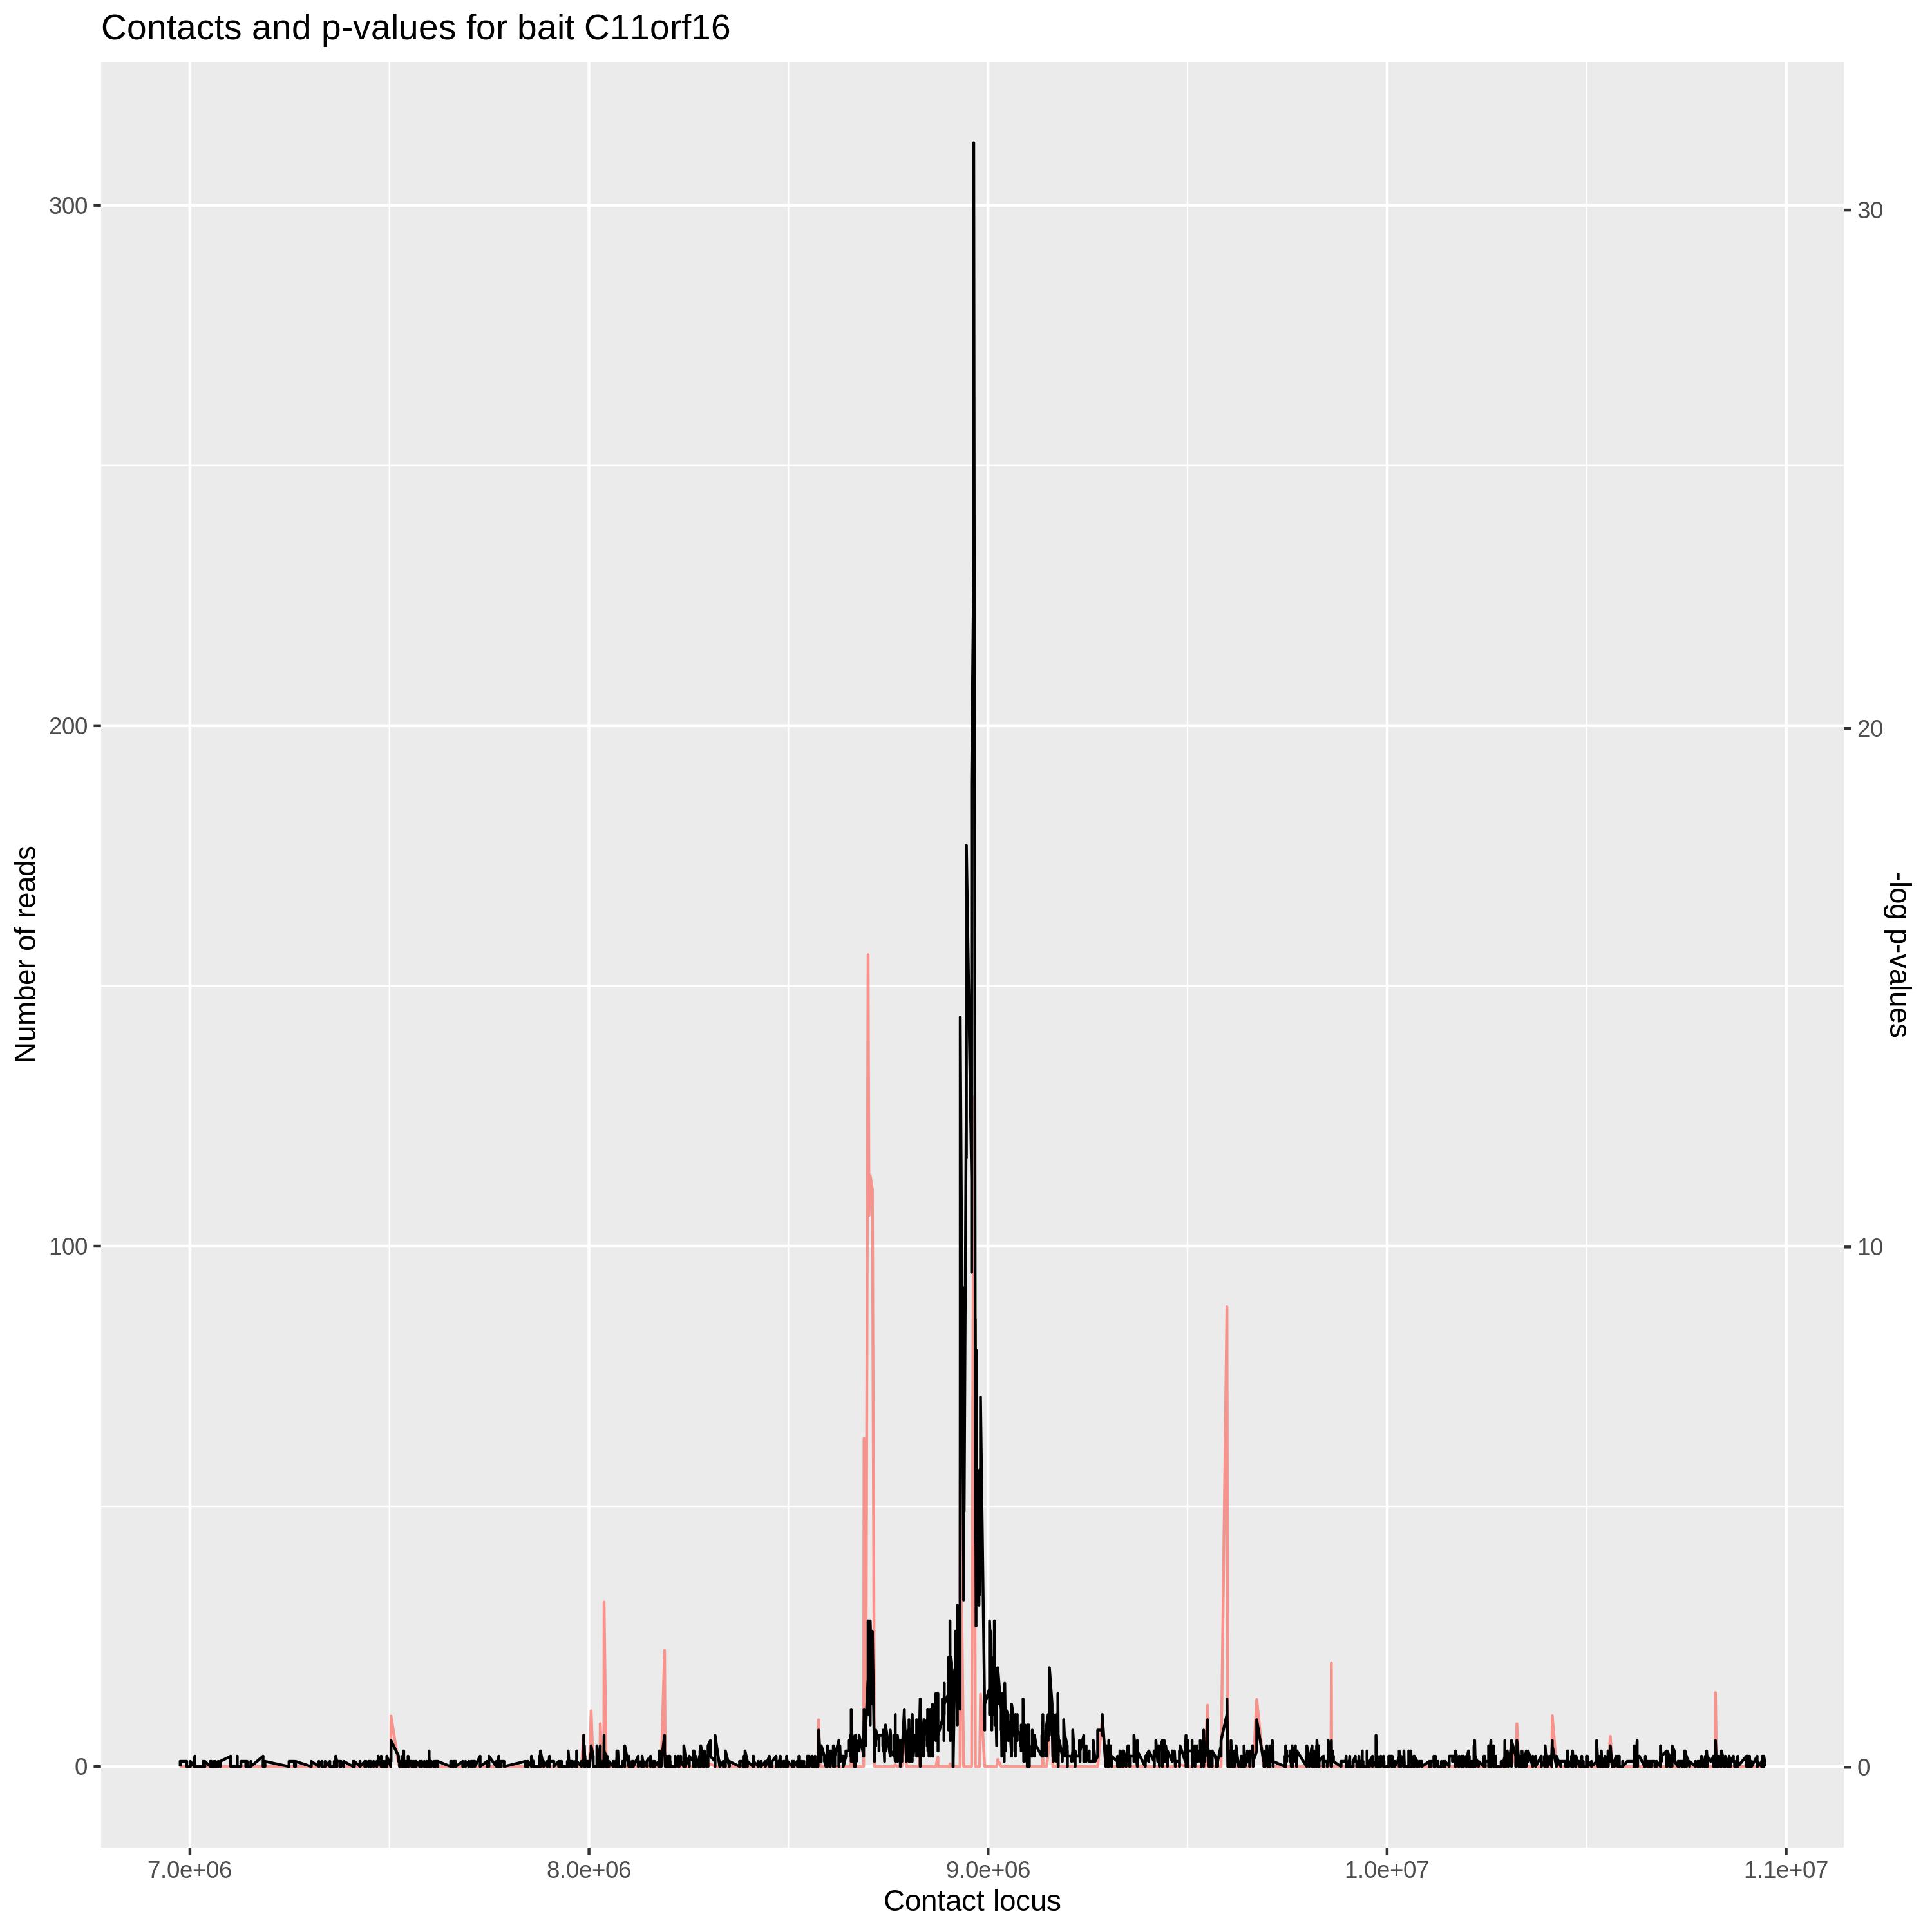 Contacts and p-values for bait C11orf16
300
200
100
0
Number of reads
30
20
10
0
-log p-values
7.0e+06
8.0e+06
9.0e+06
1.0e+07
1.1e+07
Contact locus